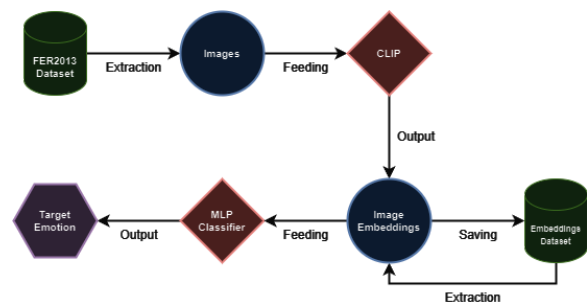 FER2013
Dataset
Extraction
Images
Feeding
CLIP
Output
Target
Emotion
Output
MLP
Classifier
Feeding
Image
Embeddings
Saving
Embeddings
Dataset
Extraction